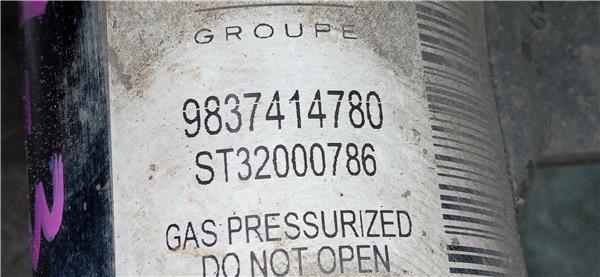 GROUPE
9837414780
ST32000786
GAS PRESSURIZED
DO NOT OPEN